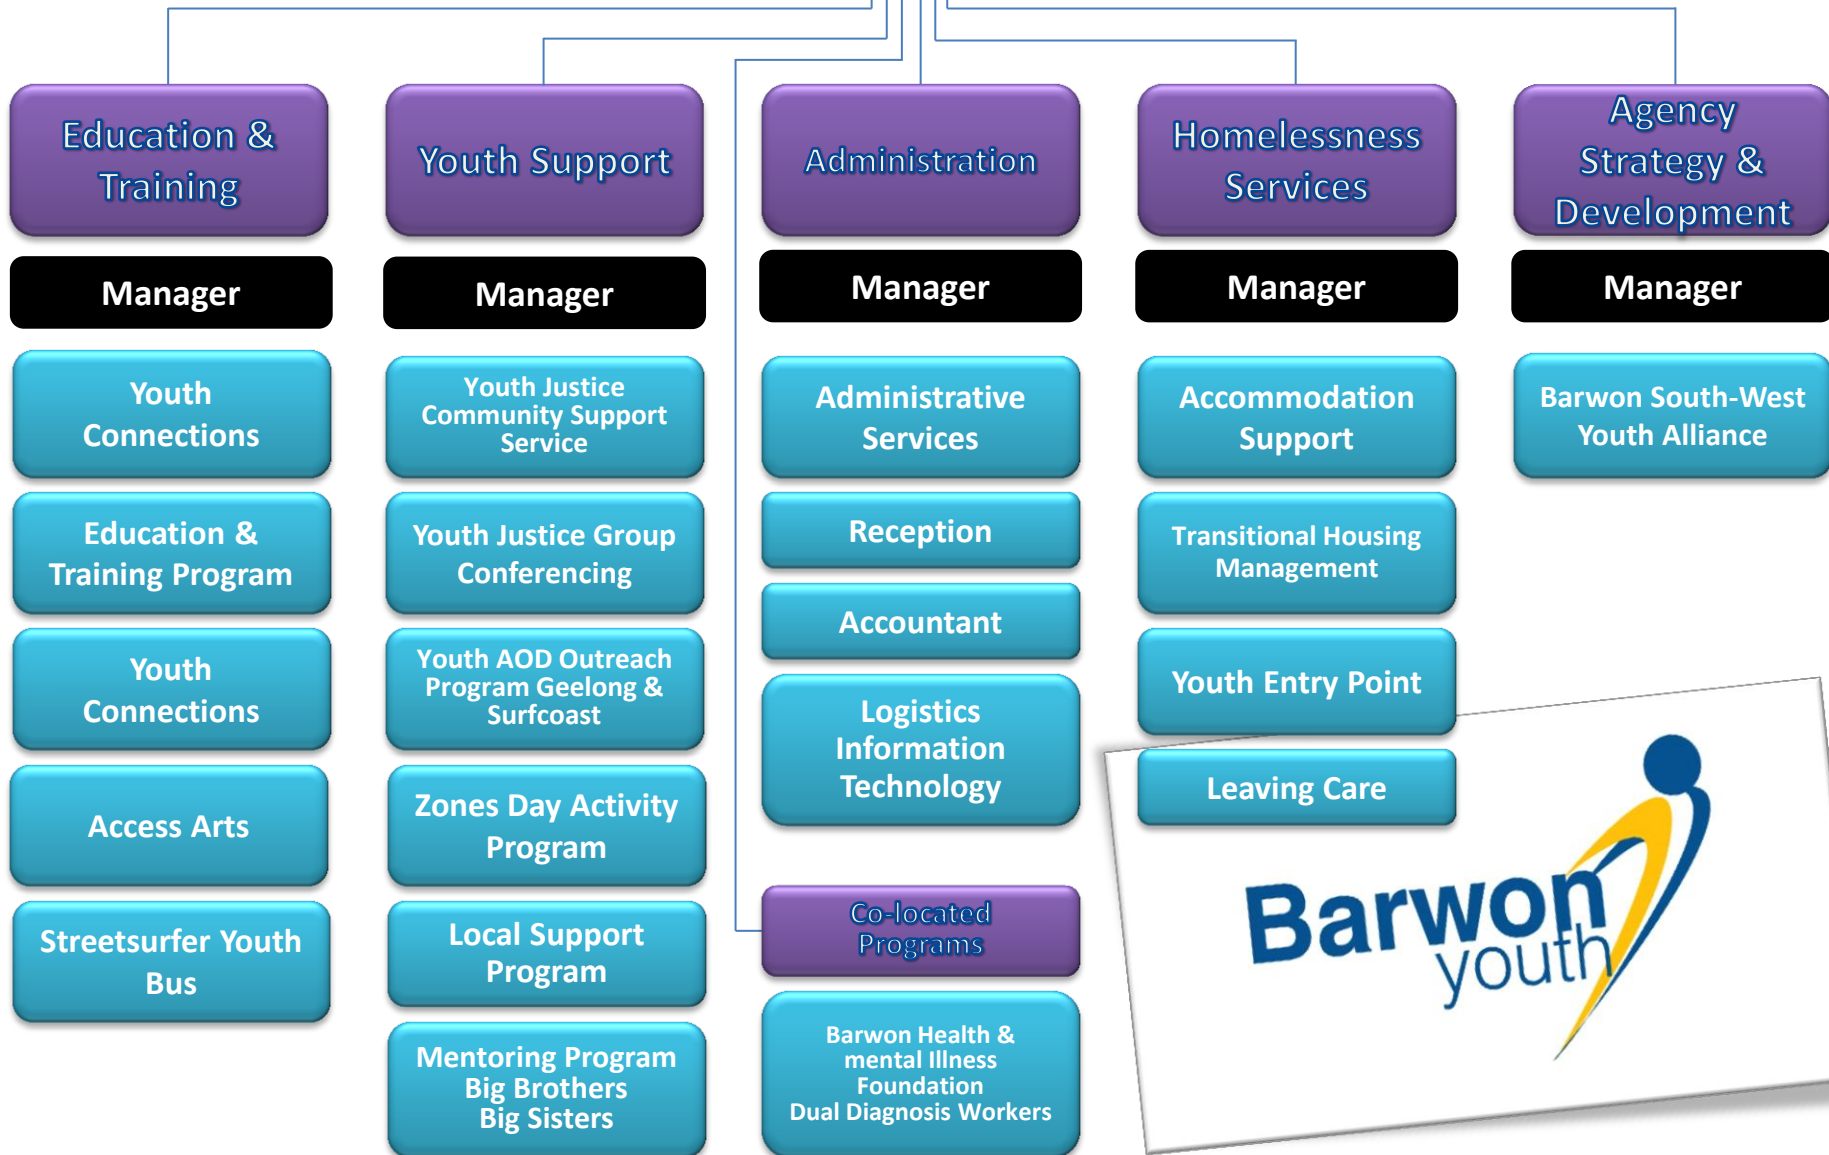 Education &
Training
Manager
Youth
Connections
Education &
Training Program
Youth
Connections
Access Arts
Streetsurfer Youth
Bus
Youth Support
Manager
Youth Justice
Community Support
Service
Youth Justice Group
Conferencing
Youth AOD Outreach
Program Geelong &
Surfcoast
Zones Day Activity
Program
Local Support
Program
Mentoring Program
Big Brothers
Big Sisters
Administration
Manager
Administrative
Services
Reception
Accountant
Logistics
Information
Technology
Co-located
Programs
Barwon Health &
mental Illness
Foundation
Dual Diagnosis Workers
Homelessness
Services
Manager
Accommodation
Support
Transitional Housing
Management
Youth Entry Point
Leaving Care
Agency
Strategy &
Development
Manager
Barwon South-West
Youth Alliance
Barwon
youth